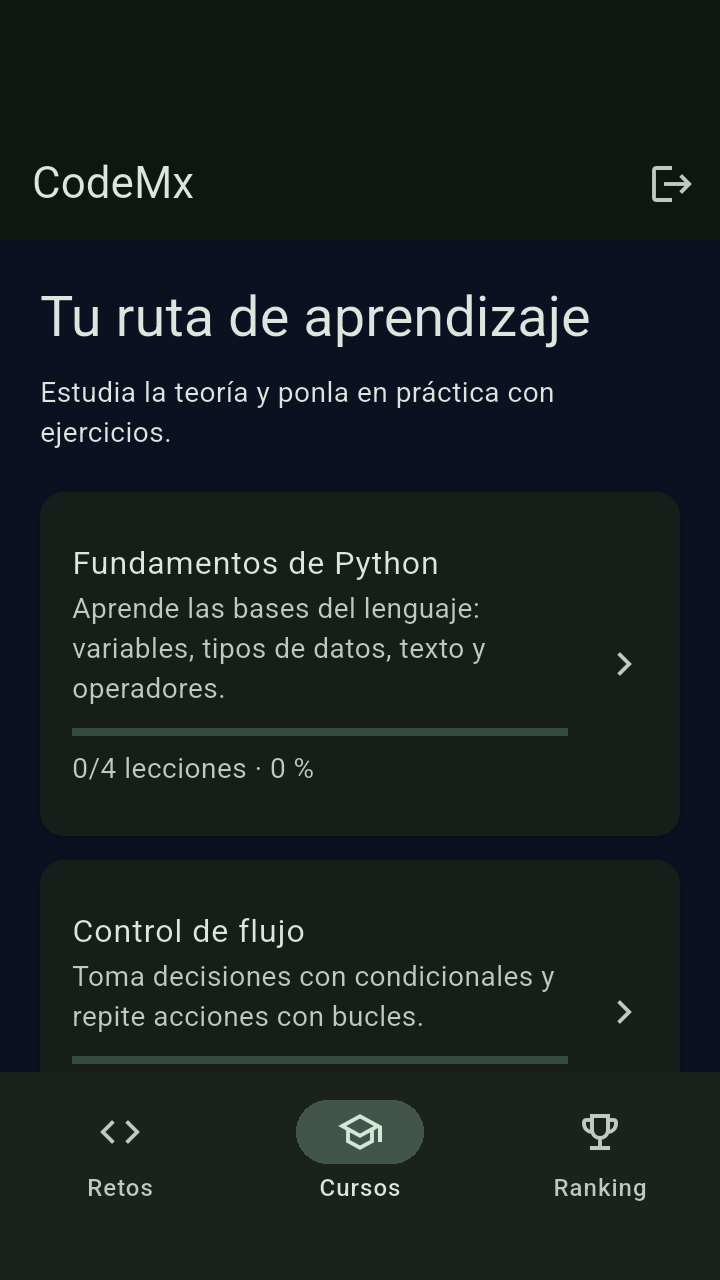 CodeMx
Tu ruta de aprendizaje
Estudia la teoría y ponla en práctica con
ejercicios.
Fundamentos de Python
Aprende las bases del lenguaje:
variables, tipos de datos, texto y
operadores.
0/4 lecciones · 0 %
Control de flujo
Toma decisiones con condicionales y
repite acciones con bucles.
Retos
Cursos
Ranking